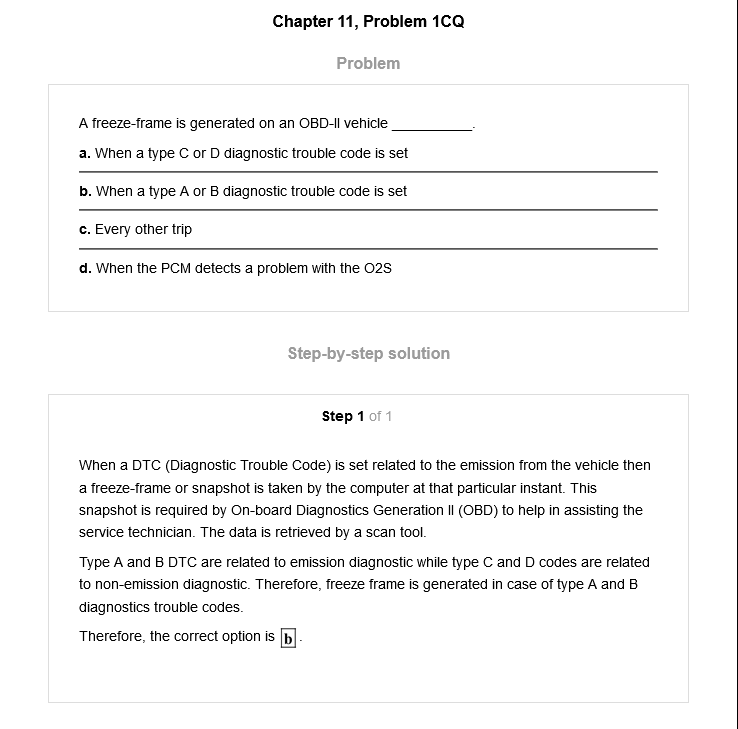 Chapter 11, Problem 1CQ
Problem
A freeze-frame is generated on an OBD-II vehicle __________.
a. When a type C or D diagnostic trouble code is set
b. When a type A or B diagnostic trouble code is set
c. Every other trip
d. When the PCM detects a problem with the O2S
Step-by-step solution
Step 1 of 1
When a DTC (Diagnostic Trouble Code) is set related to the emission from the vehicle then
a freeze-frame or snapshot is taken by the computer at that particular instant. This
snapshot is required by On-board Diagnostics Generation II (OBD) to help in assisting the
service technician. The data is retrieved by a scan tool.
Type A and B DTC are related to emission diagnostic while type C and D codes are related
to non-emission diagnostic. Therefore, freeze frame is generated in case of type A and B
diagnostics trouble codes.
Therefore, the correct option is b.